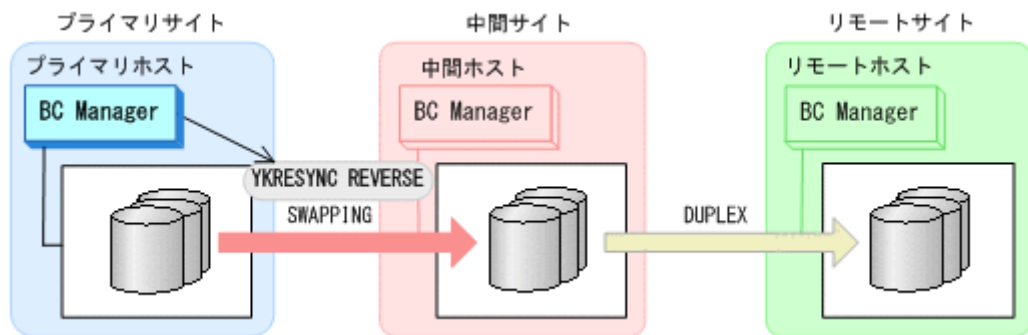 プライマリサイト
中間サイト
リモートサイト
プライマリホスト
中間ホスト
リモートホスト
BC Manager
BC Manager
BC Manager
YKRESYNC REVERSE
SWAPPING
DUPLEX